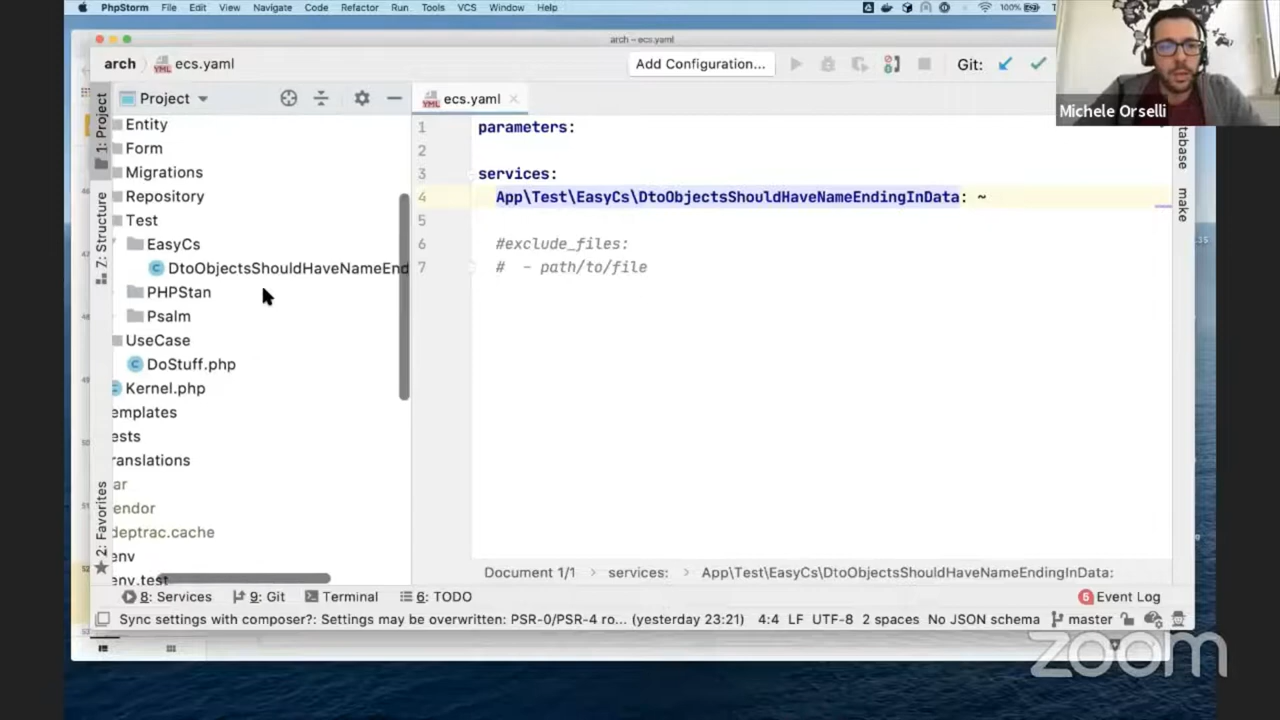 PhpStorm File Edit View Navigate Code Refactor Run Tools VCS Window Help 100%
arch – ecs.yaml
arch ecs.yaml Add Configuration... Git:
Michele Orselli
1: Project
Z: Structure
2: Favorites
Project
Entity
Form
Migrations
Repository
Test
EasyCs
DtoObjectsShouldHaveNameEnd
PHPStan
Psalm
UseCase
DoStuff.php
Kernel.php
emplates
ests
ranslations
ar
endor
deptrac.cache
env
env.test
ecs.yaml
1 parameters:
2
3 services:
4 App\Test\EasyCs\DtoObjectsShouldHaveNameEndingInData: ~
5
6 #exclude_files:
7 # - path/to/file
tabase
make
Document 1/1 > services: > App\Test\EasyCs\DtoObjectsShouldHaveNameEndingInData:
8: Services 9: Git Terminal 6: TODO 5 Event Log
Sync settings with composer?: Settings may be overwritten: PSR-0/PSR-4 ro... (yesterday 23:21) 4:4 LF UTF-8 2 spaces No JSON schema master
zoom